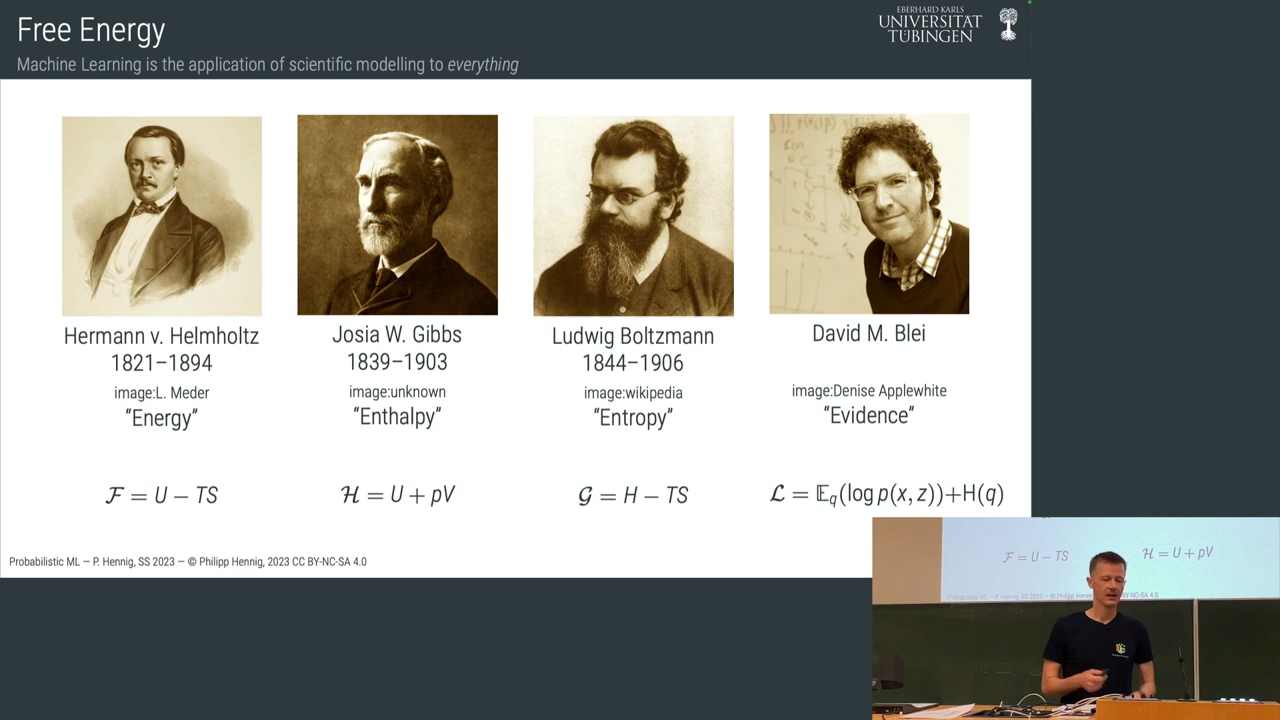 Free Energy
Machine Learning is the application of scientific modelling to everything
EBERHARD KARLS
UNIVERSITÄT
TÜBINGEN
Hermann v. Helmholtz
1821–1894
image:L. Meder
“Energy”
ℱ = U − TS
Josia W. Gibbs
1839–1903
image:unknown
“Enthalpy”
ℋ = U + pV
Ludwig Boltzmann
1844–1906
image:wikipedia
“Entropy”
𝒢 = H − TS
David M. Blei
image:Denise Applewhite
“Evidence”
ℒ = 𝔼q(log p(x, z))+H(q)
Probabilistic ML — P. Hennig, SS 2023 — © Philipp Hennig, 2023 CC BY-NC-SA 4.0
ℱ = U − TS
ℋ = U + pV